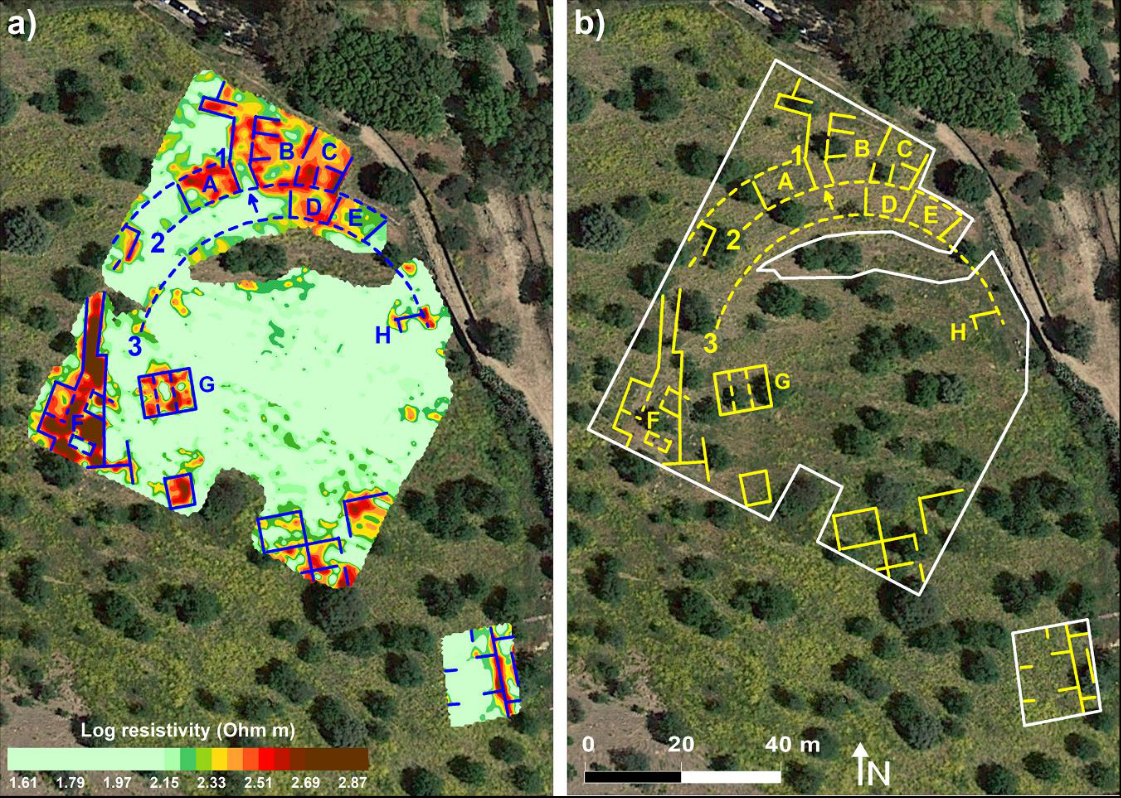 a)
1
B
C
A
D
E
2
3
H
G
F
Log resistivity (Ohm m)
1.61 1.79 1.97 2.15 2.33 2.51 2.69 2.87
b)
1
B
C
A
D
E
2
3
H
G
F
0 20 40 m
N